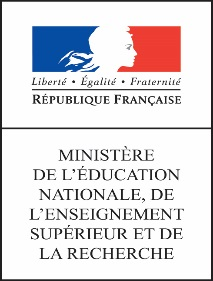 Liberté • Égalité • Fraternité
RÉPUBLIQUE FRANÇAISE
MINISTÈRE
DE L'ÉDUCATION
NATIONALE, DE
L'ENSEIGNEMENT
SUPÉRIEUR ET DE
LA RECHERCHE